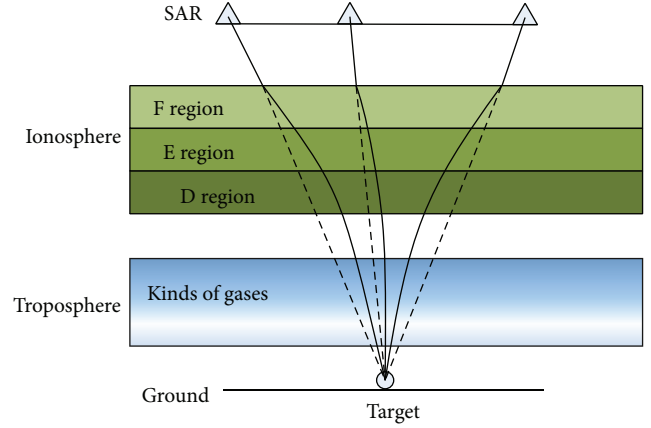 SAR
F region
Ionosphere
E region
D region
Kinds of gases
Troposphere
Ground
Target